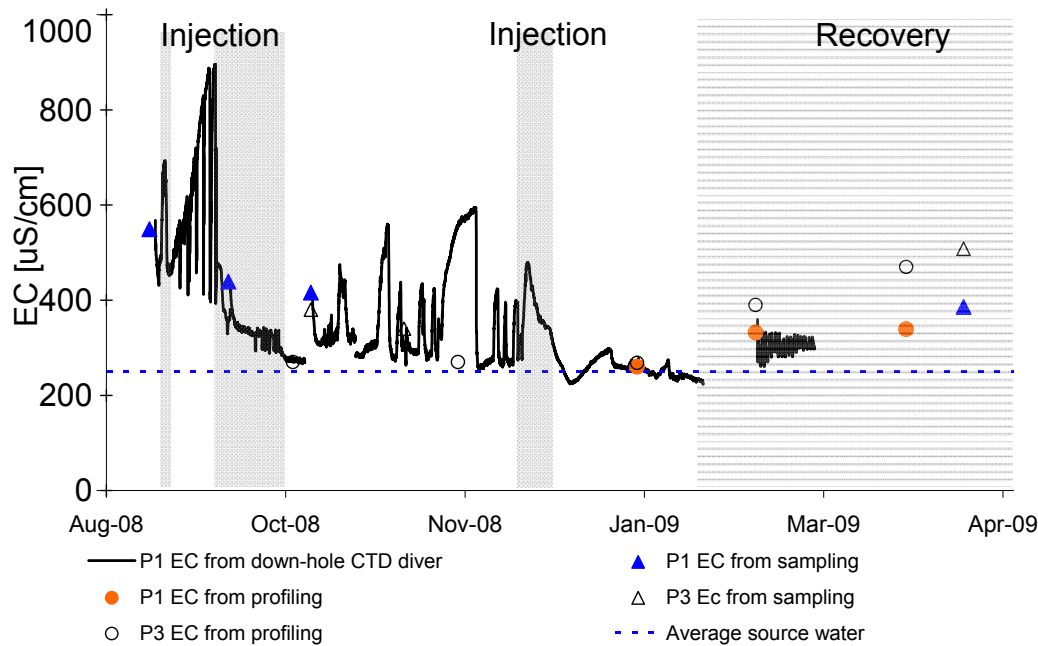 1000
Injection
Injection
Recovery
800
600
400
200
0
EC [uS/cm]
Aug-08
Oct-08
Nov-08
Jan-09
Mar-09
Apr-09
P1 EC from down-hole CTD diver
P1 EC from sampling
P1 EC from profiling
P3 Ec from sampling
P3 EC from profiling
Average source water